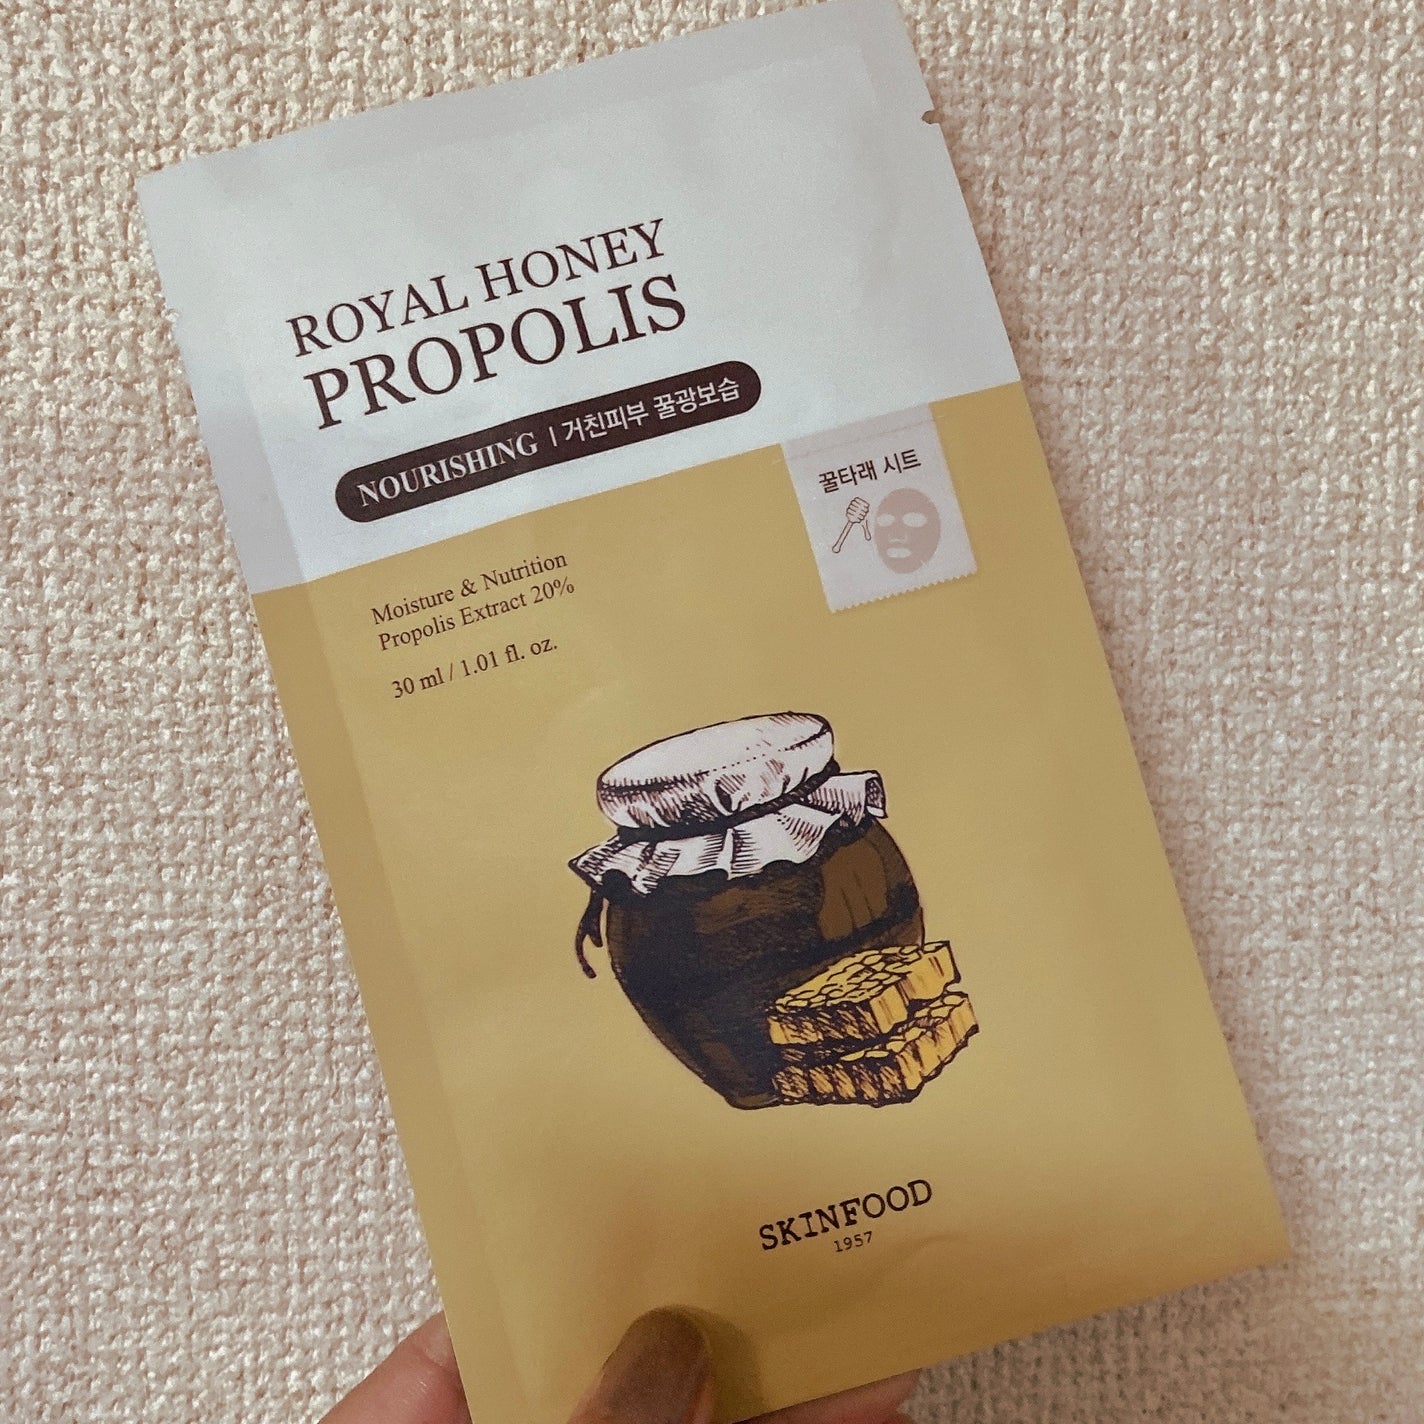 ROYAL HONEY
PROPOLIS
NOURISHING | 거친피부 꿀광보습
꿀타래 시트
Moisture & Nutrition
Propolis Extract 20%
30 ml / 1.01 fl. oz.
SKINFOOD
1957